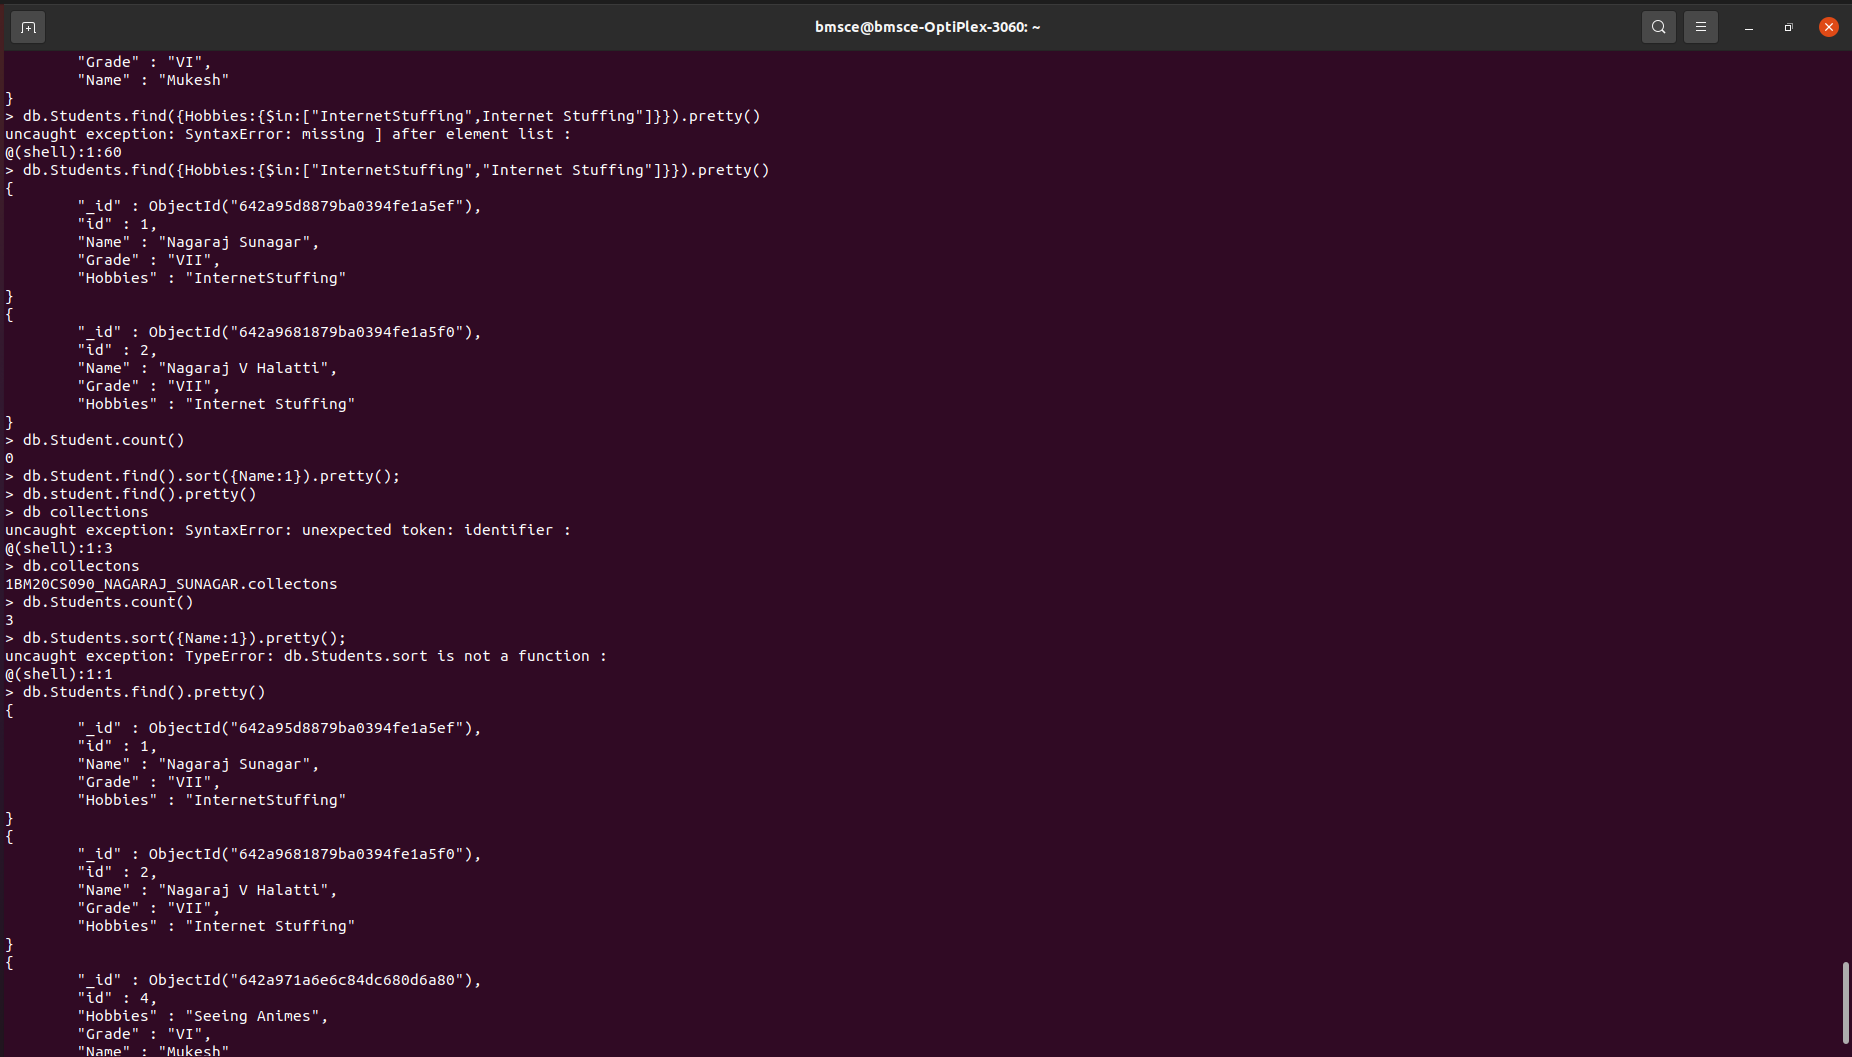 bmsce@bmsce-OptiPlex-3060: ~
"Grade" : "VI",
"Name" : "Mukesh"
}
> db.Students.find({Hobbies:{$in:["InternetStuffing",Internet Stuffing"]}}).pretty()
uncaught exception: SyntaxError: missing ] after element list :
@(shell):1:60
> db.Students.find({Hobbies:{$in:["InternetStuffing","Internet Stuffing"]}}).pretty()
{
"_id" : ObjectId("642a95d8879ba0394fe1a5ef"),
"id" : 1,
"Name" : "Nagaraj Sunagar",
"Grade" : "VII",
"Hobbies" : "InternetStuffing"
}
{
"_id" : ObjectId("642a9681879ba0394fe1a5f0"),
"id" : 2,
"Name" : "Nagaraj V Halatti",
"Grade" : "VII",
"Hobbies" : "Internet Stuffing"
}
> db.Student.count()
0
> db.Student.find().sort({Name:1}).pretty();
> db.student.find().pretty()
> db collections
uncaught exception: SyntaxError: unexpected token: identifier :
@(shell):1:3
> db.collectons
1BM20CS090_NAGARAJ_SUNAGAR.collectons
> db.Students.count()
3
> db.Students.sort({Name:1}).pretty();
uncaught exception: TypeError: db.Students.sort is not a function :
@(shell):1:1
> db.Students.find().pretty()
{
"_id" : ObjectId("642a95d8879ba0394fe1a5ef"),
"id" : 1,
"Name" : "Nagaraj Sunagar",
"Grade" : "VII",
"Hobbies" : "InternetStuffing"
}
{
"_id" : ObjectId("642a9681879ba0394fe1a5f0"),
"id" : 2,
"Name" : "Nagaraj V Halatti",
"Grade" : "VII",
"Hobbies" : "Internet Stuffing"
}
{
"_id" : ObjectId("642a971a6e6c84dc680d6a80"),
"id" : 4,
"Hobbies" : "Seeing Animes",
"Grade" : "VI",
"Name" : "Mukesh"